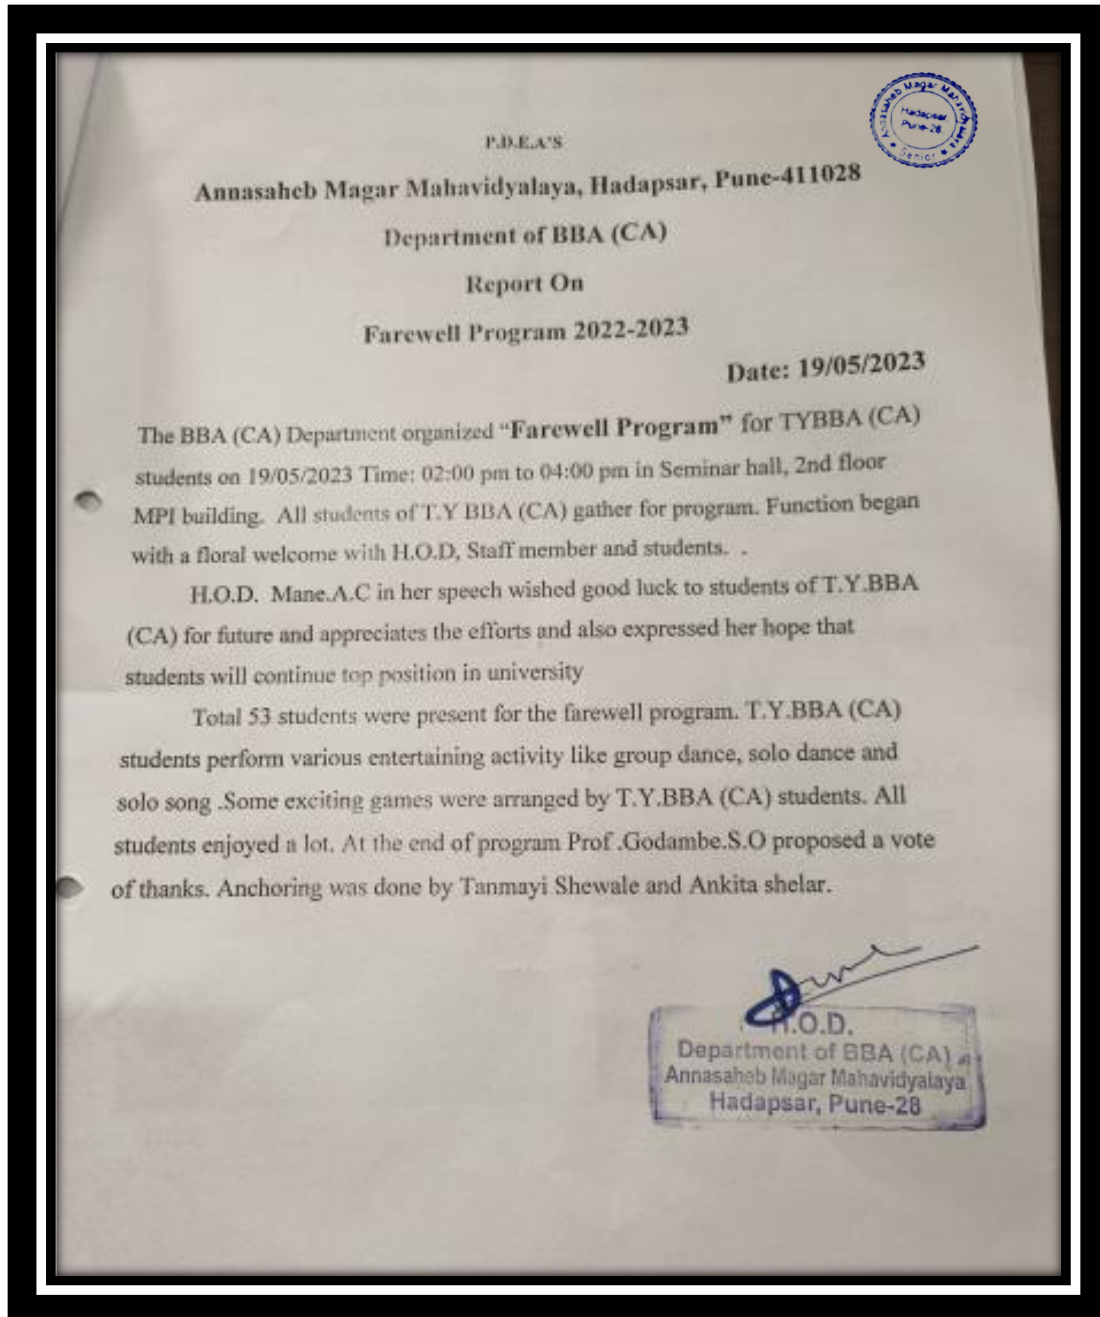 Annasaheb Magar Mahavidyalaya
Hadapsar,
Pune-28
★ Senior ★
P.D.E.A'S
Annasaheb Magar Mahavidyalaya, Hadapsar, Pune-411028
Department of BBA (CA)
Report On
Farewell Program 2022-2023
Date: 19/05/2023
The BBA (CA) Department organized “Farewell Program” for TYBBA (CA)
students on 19/05/2023 Time: 02:00 pm to 04:00 pm in Seminar hall, 2nd floor
MPI building.  All students of T.Y BBA (CA) gather for program. Function began
with a floral welcome with H.O.D, Staff member and students.  .
H.O.D.  Mane.A.C in her speech wished good luck to students of T.Y.BBA
(CA) for future and appreciates the efforts and also expressed her hope that
students will continue top position in university
Total 53 students were present for the farewell program. T.Y.BBA (CA)
students perform various entertaining activity like group dance, solo dance and
solo song .Some exciting games were arranged by T.Y.BBA (CA) students. All
students enjoyed a lot. At the end of program Prof .Godambe.S.O proposed a vote
of thanks. Anchoring was done by Tanmayi Shewale and Ankita shelar.
H.O.D.
Department of BBA (CA)
Annasaheb Magar Mahavidyalaya
Hadapsar, Pune-28